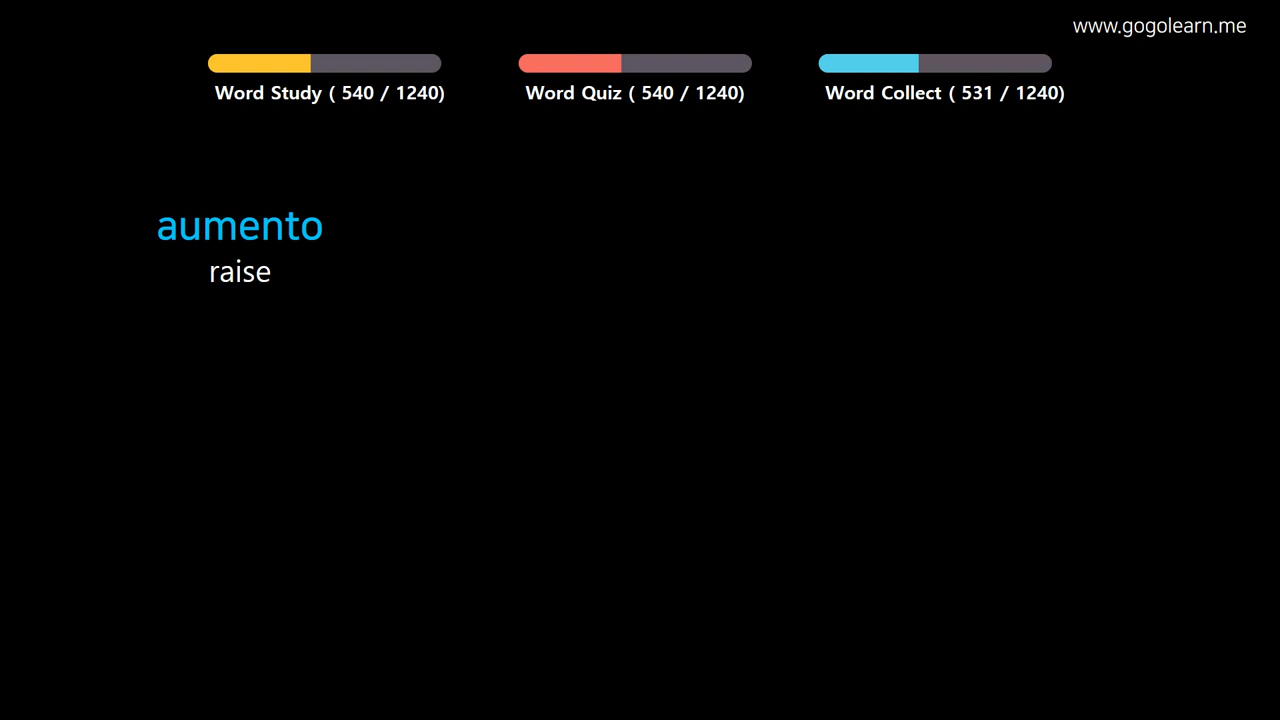 www.gogolearn.me
Word Study ( 540 / 1240)
Word Quiz ( 540 / 1240)
Word Collect ( 531 / 1240)
aumento
raise